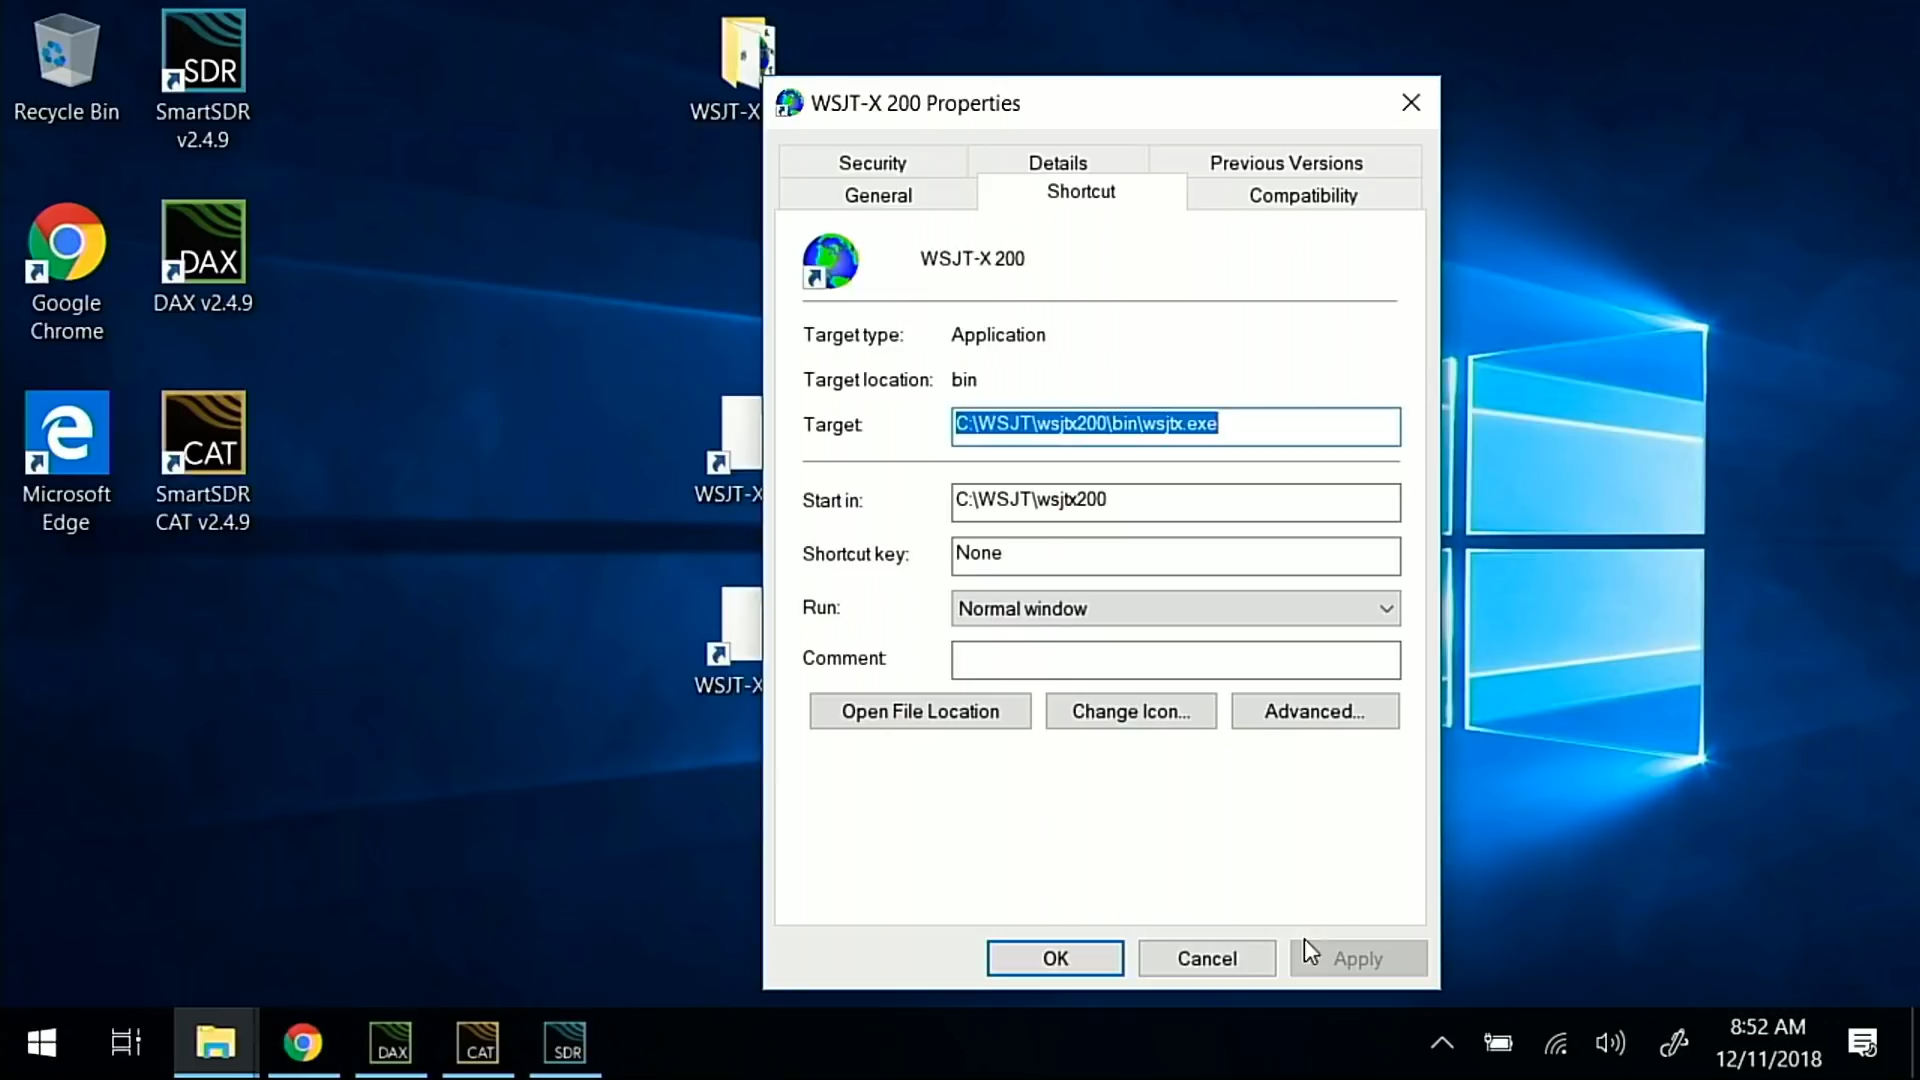 Recycle Bin
SDR
SmartSDR
v2.4.9
Google
Chrome
DAX
DAX v2.4.9
Microsoft
Edge
CAT
SmartSDR
CAT v2.4.9
WSJT-X
WSJT-X
WSJT-X
WSJT-X 200 Properties
Security
Details
Previous Versions
General
Shortcut
Compatibility
WSJT-X 200
Target type: Application
Target location: bin
Target: C:\WSJT\wsjtx200\bin\wsjtx.exe
Start in: C:\WSJT\wsjtx200
Shortcut key: None
Run: Normal window
Comment:
Open File Location
Change Icon...
Advanced...
OK
Cancel
Apply
DAX
CAT
SDR
8:52 AM
12/11/2018